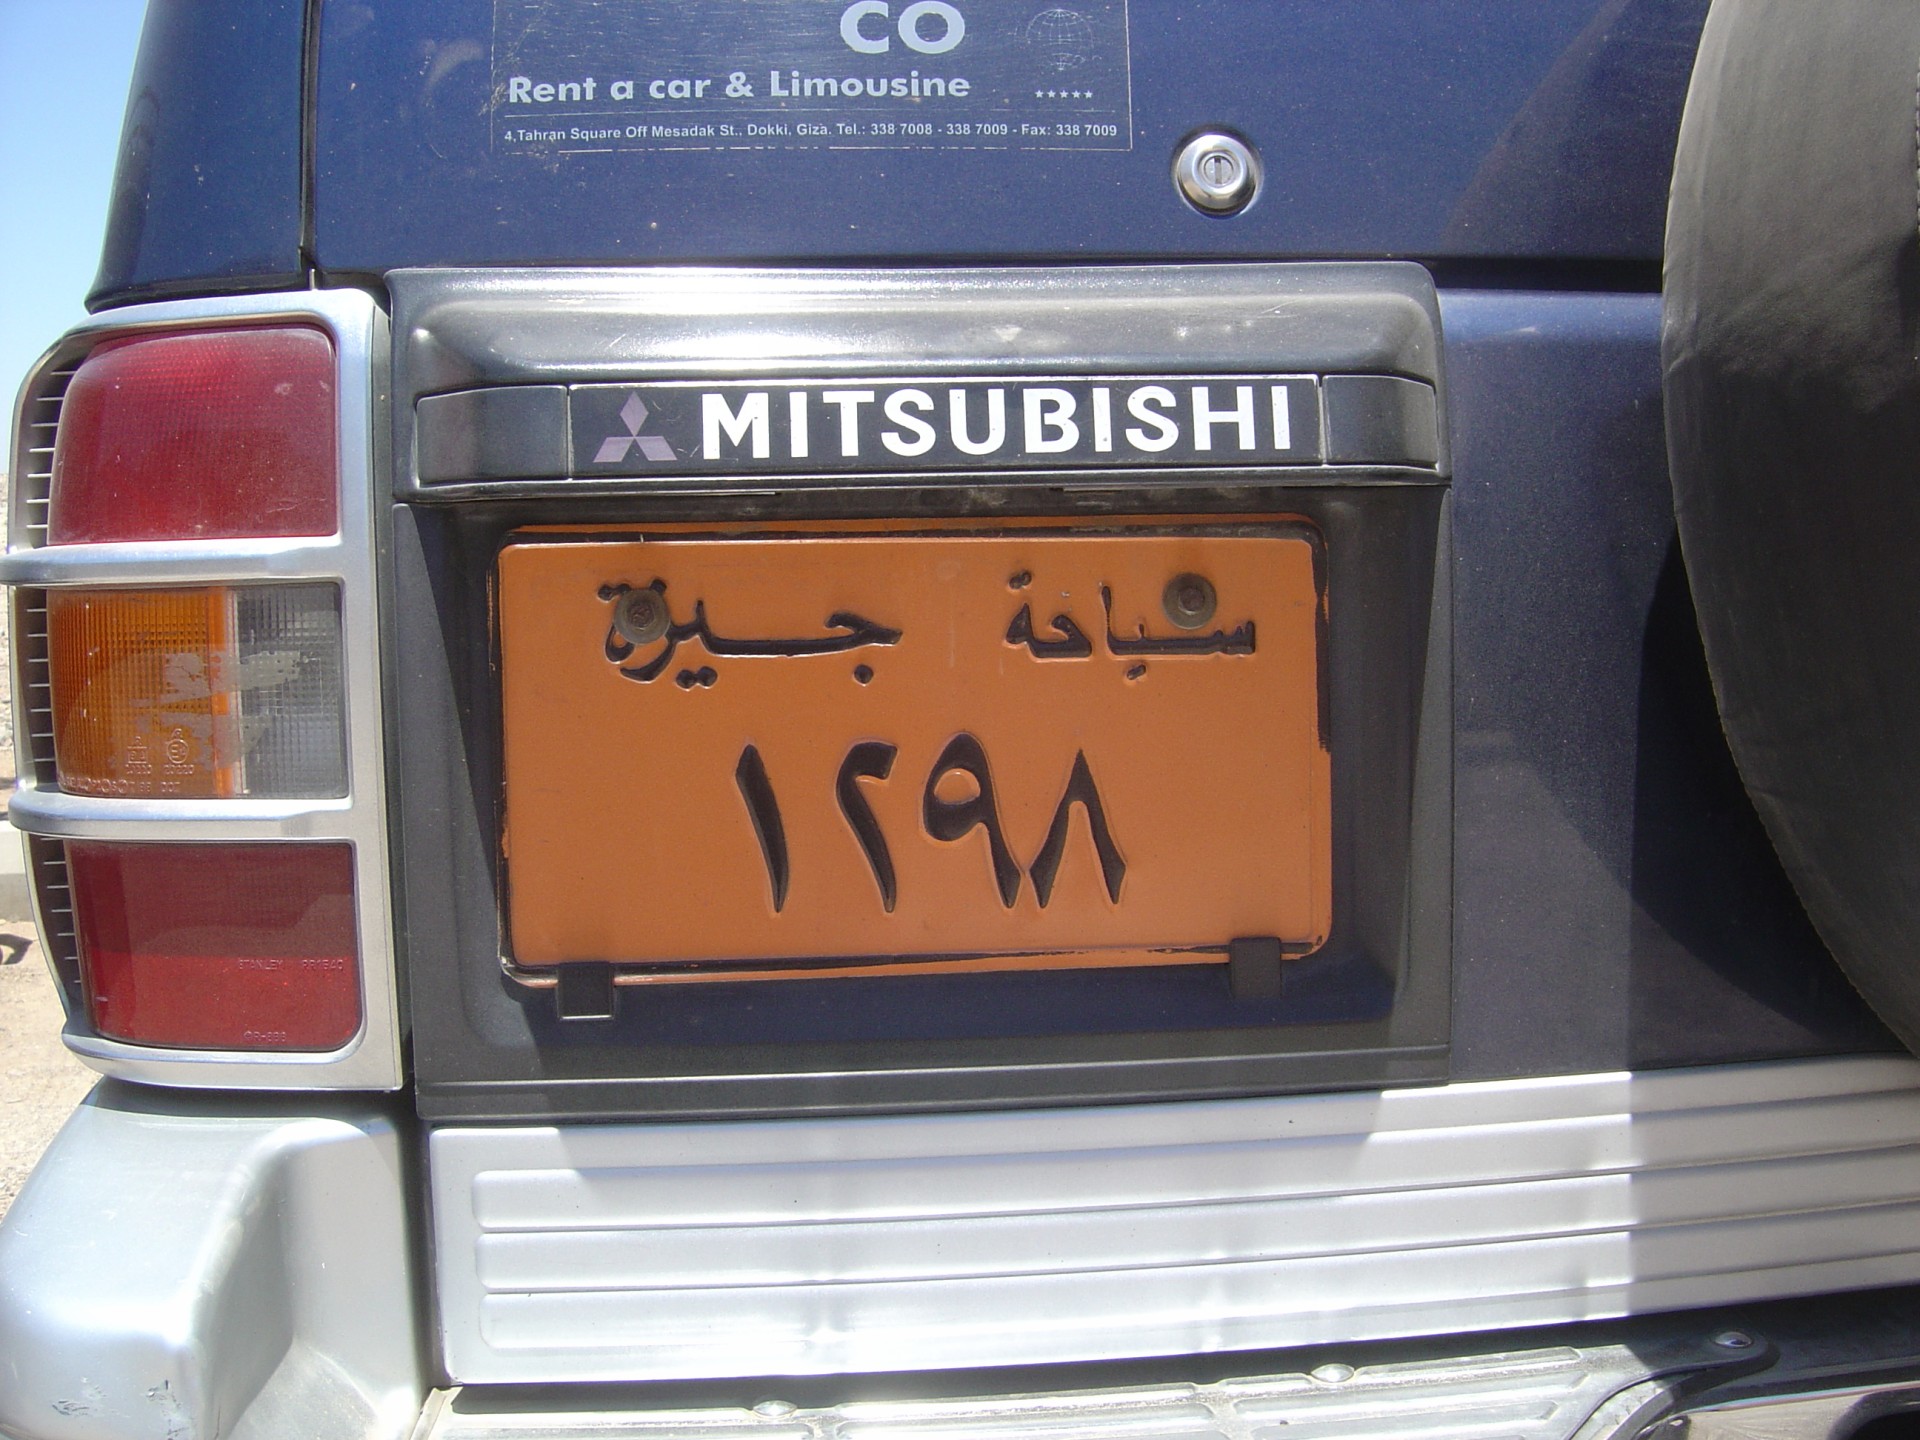 CO
Rent a car & Limousine
4,Tahran Square Off Mesadak St., Dokki, Giza. Tel.: 338 7008 - 338 7009 - Fax: 338 7009
MITSUBISHI
سياحة جيزة
١٢٩٨
STANLEY